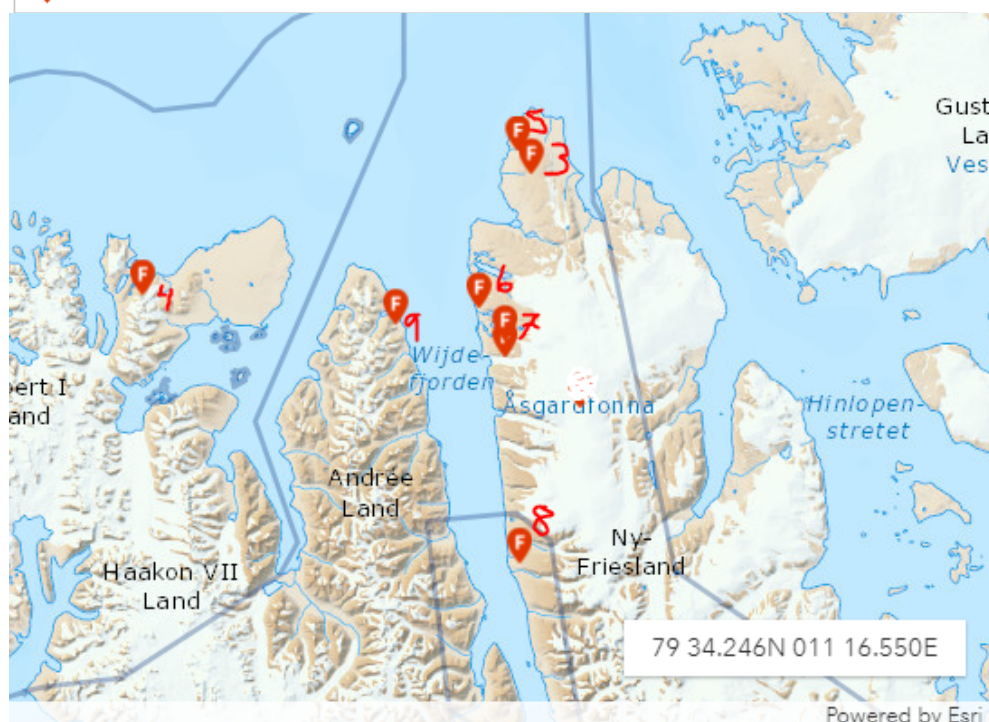 Gust
La
Ves
F 5
F 3
F 4
F 6
F 9
F 7
Wijde-
fjorden
Åsgardfonna
Hinlopen-
stretet
pert I
and
Andrée
Land
F 8
Ny-
Friesland
Haakon VII
Land
79 34.246N 011 16.550E
Powered by Esri